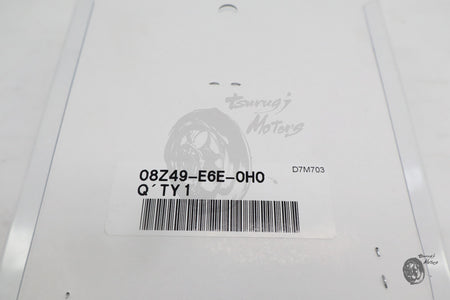 tsurugi
Motors
08Z49-E6E-0H0
D7M703
Q´TY1
tsurugi
Motors